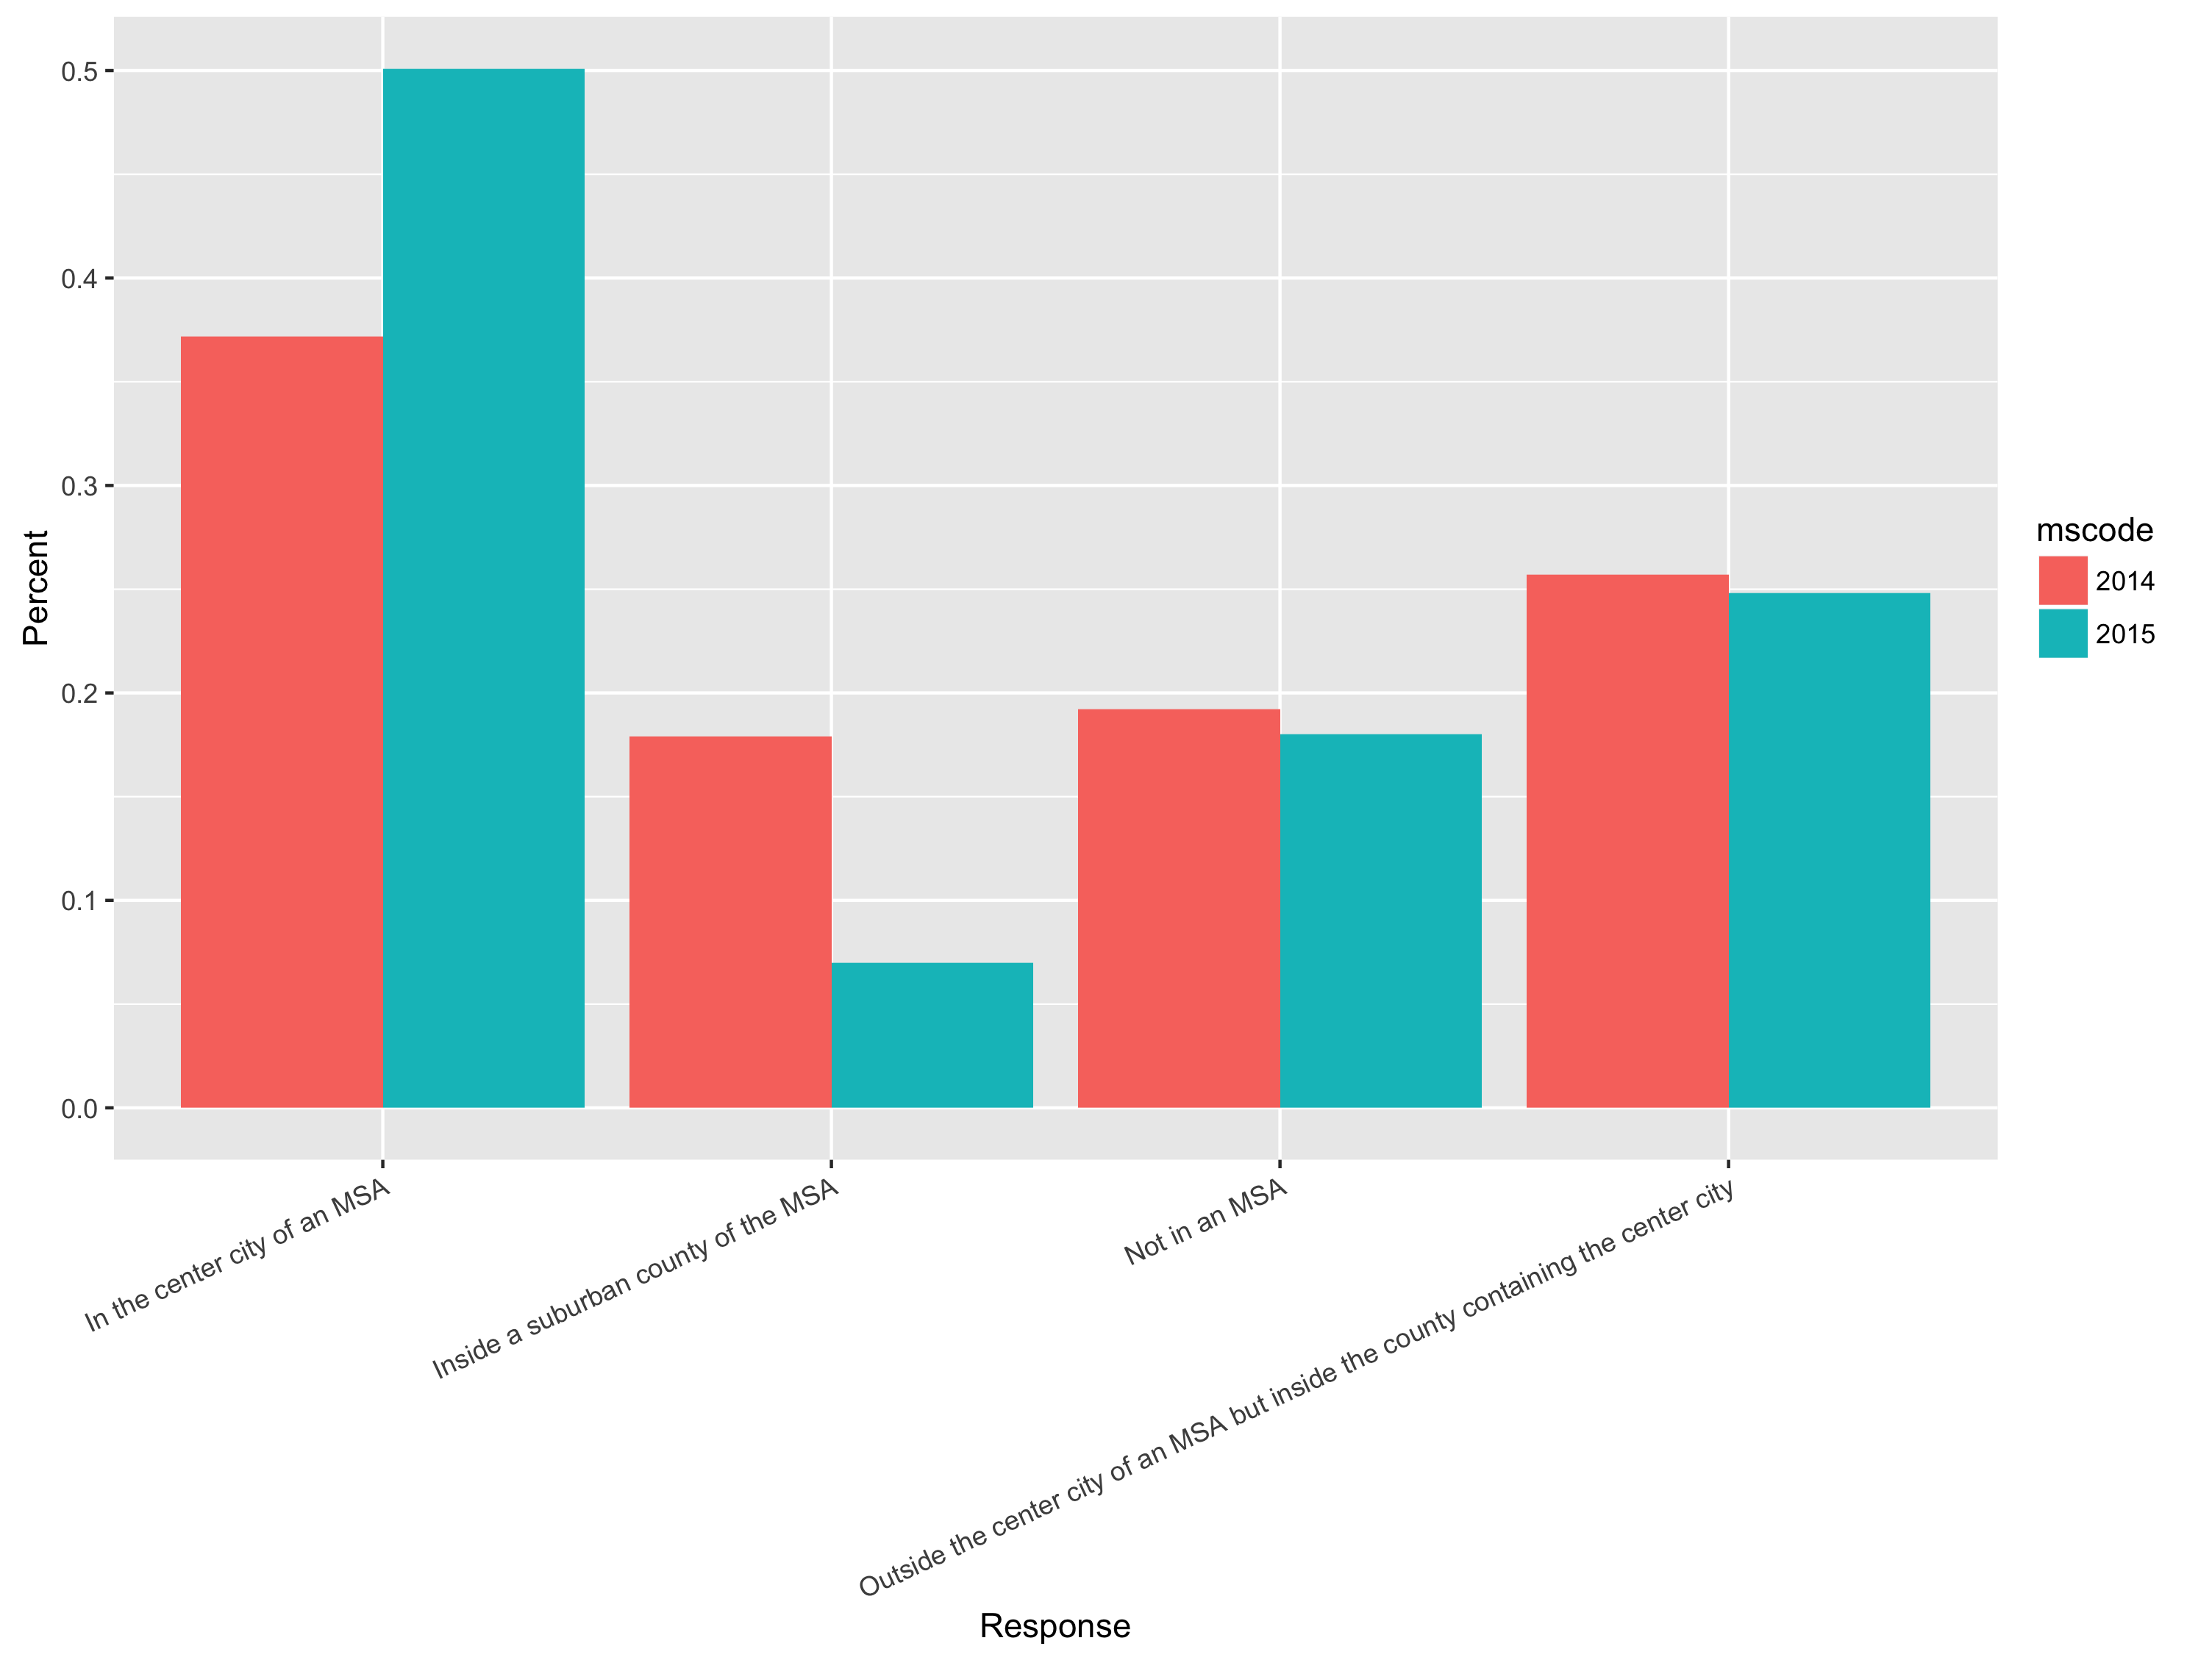 0.5
0.4
0.3
0.2
0.1
0.0
Percent
In the center city of an MSA
Inside a suburban county of the MSA
Not in an MSA
Outside the center city of an MSA but inside the county containing the center city
Response
mscode
2014
2015